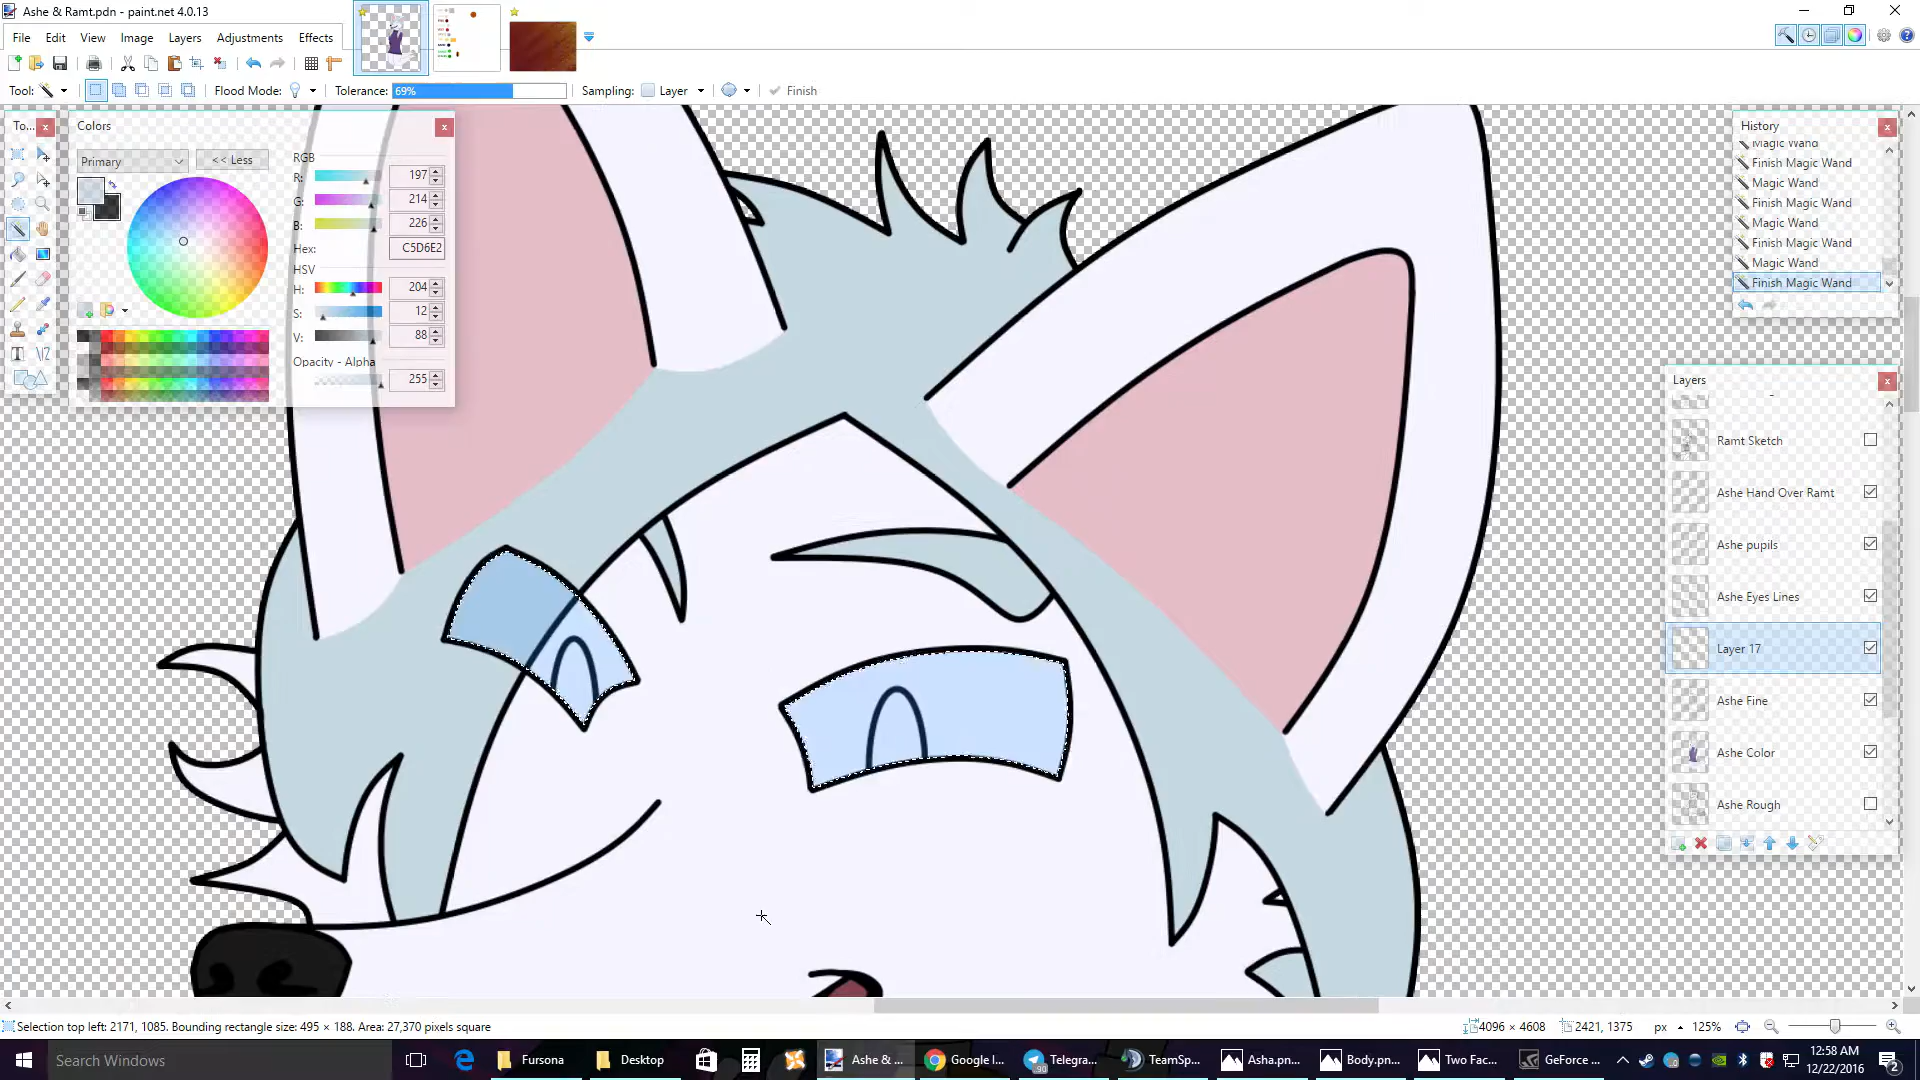 Ashe & Ramt.pdn - paint.net 4.0.13
File Edit View Image Layers Adjustments Effects
Tool: Flood Mode: Tolerance: 69% Sampling: Layer Finish
To...
Colors
Primary
<< Less
RGB
R: 197
G: 214
B: 226
Hex: C5D6E2
HSV
H: 204
S: 12
V: 88
Opacity - Alpha
255
History
Magic Wand
Finish Magic Wand
Magic Wand
Finish Magic Wand
Magic Wand
Finish Magic Wand
Magic Wand
Finish Magic Wand
Layers
Ramt Sketch
Ashe Hand Over Ramt
Ashe pupils
Ashe Eyes Lines
Layer 17
Ashe Fine
Ashe Color
Ashe Rough
Selection top left: 2171, 1085. Bounding rectangle size: 495 × 188. Area: 27,370 pixels square
4096 × 4608 2421, 1375 px 125%
Search Windows
Fursona
Desktop
Ashe & ...
Google I...
Telegra...
TeamSp...
Asha.pn...
Body.pn...
Two Fac...
GeForce ...
12:58 AM
12/22/2016